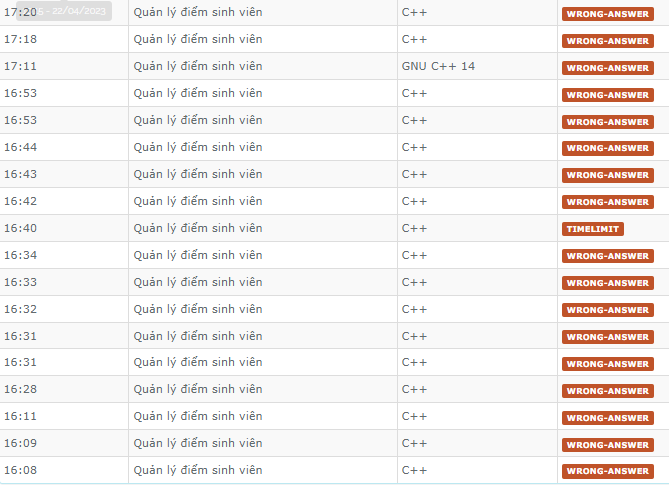 17:20 Quản lý điểm sinh viên C++ WRONG-ANSWER
- 22/04/2023
17:18 Quản lý điểm sinh viên C++ WRONG-ANSWER
17:11 Quản lý điểm sinh viên GNU C++ 14 WRONG-ANSWER
16:53 Quản lý điểm sinh viên C++ WRONG-ANSWER
16:53 Quản lý điểm sinh viên C++ WRONG-ANSWER
16:44 Quản lý điểm sinh viên C++ WRONG-ANSWER
16:43 Quản lý điểm sinh viên C++ WRONG-ANSWER
16:42 Quản lý điểm sinh viên C++ WRONG-ANSWER
16:40 Quản lý điểm sinh viên C++ TIMELIMIT
16:34 Quản lý điểm sinh viên C++ WRONG-ANSWER
16:33 Quản lý điểm sinh viên C++ WRONG-ANSWER
16:32 Quản lý điểm sinh viên C++ WRONG-ANSWER
16:31 Quản lý điểm sinh viên C++ WRONG-ANSWER
16:31 Quản lý điểm sinh viên C++ WRONG-ANSWER
16:28 Quản lý điểm sinh viên C++ WRONG-ANSWER
16:11 Quản lý điểm sinh viên C++ WRONG-ANSWER
16:09 Quản lý điểm sinh viên C++ WRONG-ANSWER
16:08 Quản lý điểm sinh viên C++ WRONG-ANSWER